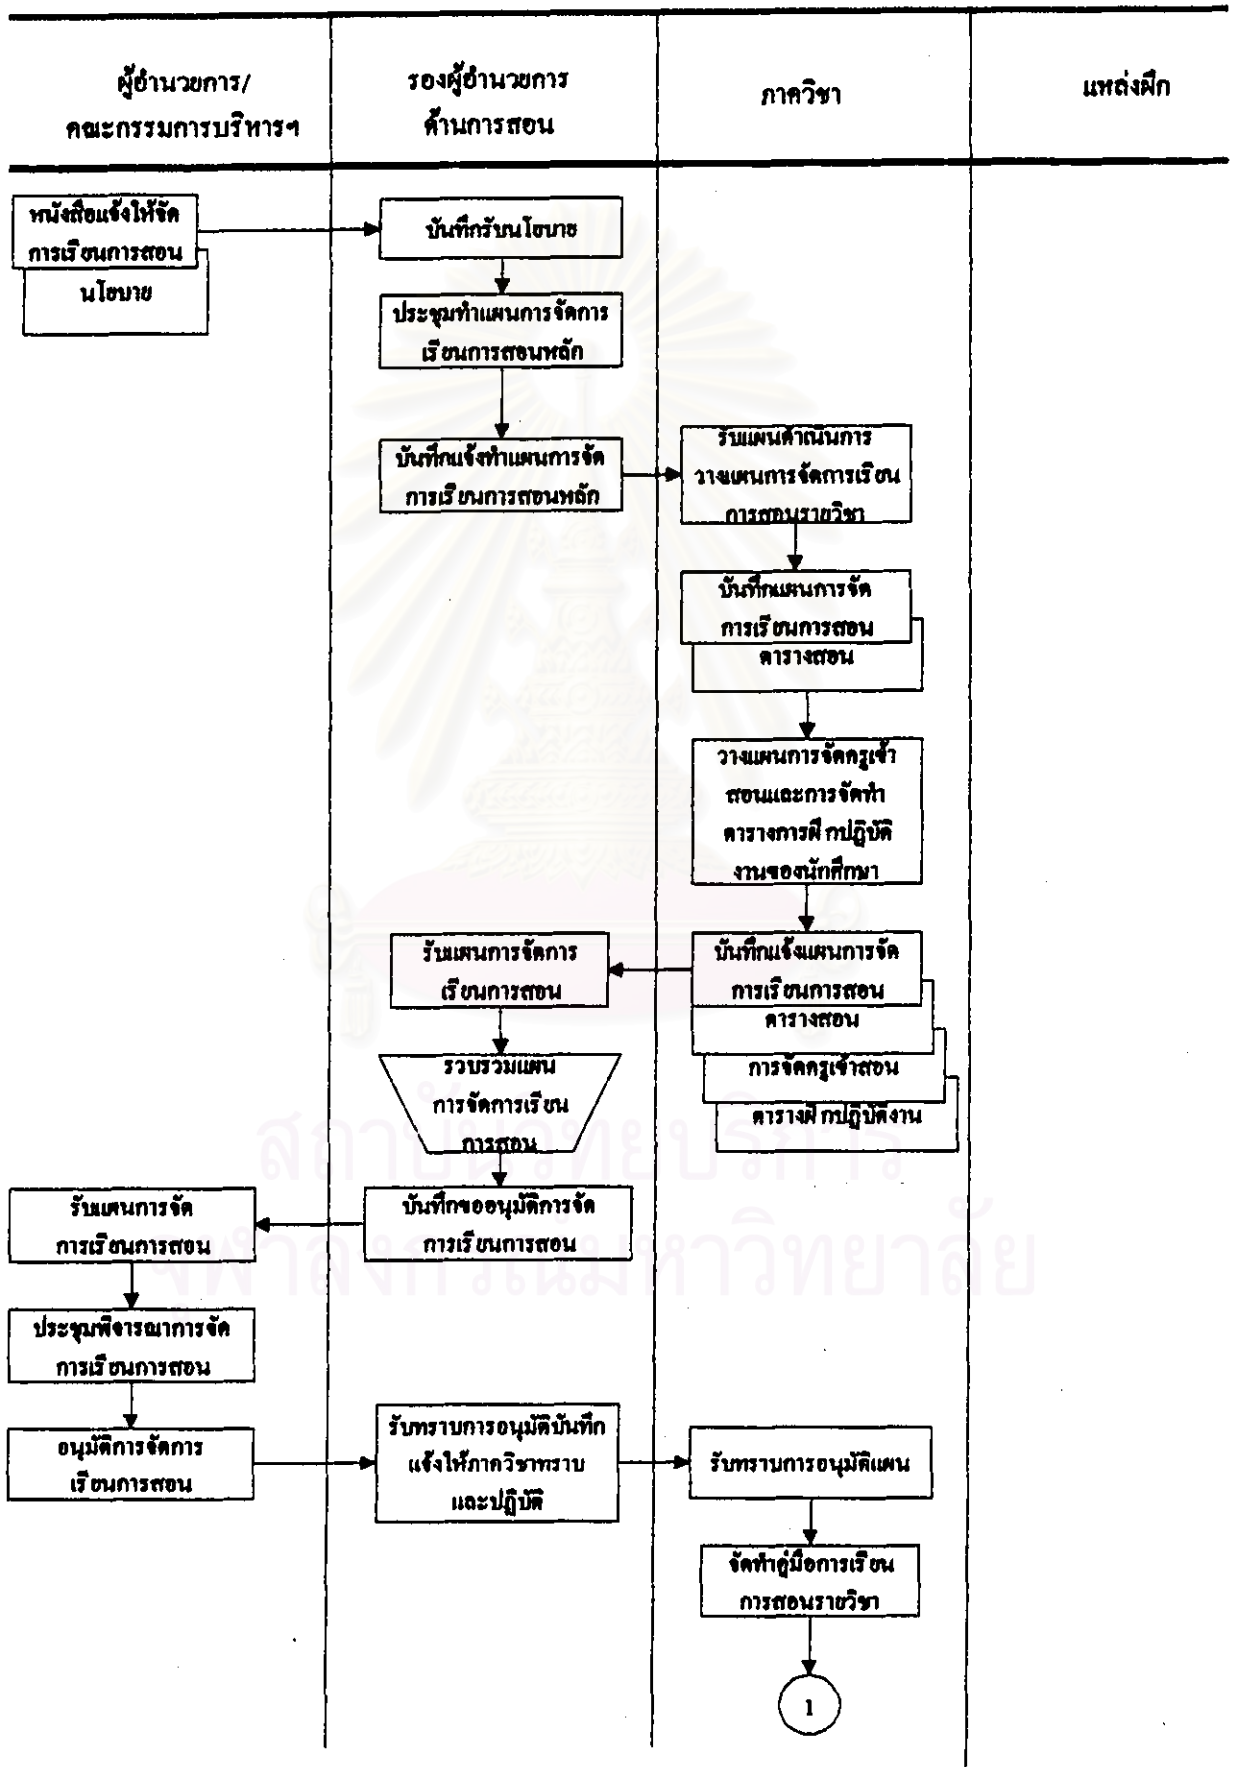 ผู้อำนวยการ/
คณะกรรมการบริหารฯ
รองผู้อำนวยการ
ด้านการสอน
ภาควิชา
แหล่งฝึก
หนังสือแจ้งให้จัด
การเรียนการสอน
นโยบาย
บันทึกรับนโยบาย
ประชุมทำแผนการจัดการ
เรียนการสอนหลัก
บันทึกแจ้งทำแผนการจัด
การเรียนการสอนหลัก
รับแผนดำเนินการ
วางแผนการจัดการเรียน
การสอนรายวิชา
บันทึกแผนการจัด
การเรียนการสอน
ตารางสอน
วางแผนการจัดครูเข้า
สอนและการจัดทำ
ตารางการฝึกปฏิบัติ
งานของนักศึกษา
บันทึกแจ้งแผนการจัด
การเรียนการสอน
ตารางสอน
การจัดครูเข้าสอน
ตารางฝึกปฏิบัติงาน
รับแผนการจัดการ
เรียนการสอน
รวบรวมแผน
การจัดการเรียน
การสอน
บันทึกขออนุมัติการจัด
การเรียนการสอน
รับแผนการจัด
การเรียนการสอน
ประชุมพิจารณาการจัด
การเรียนการสอน
อนุมัติการจัดการ
เรียนการสอน
รับทราบการอนุมัติบันทึก
แจ้งให้ภาควิชาทราบ
และปฏิบัติ
รับทราบการอนุมัติแผน
จัดทำคู่มือการเรียน
การสอนรายวิชา
1
สถาบันวิทยบริการ
จุฬาลงกรณ์มหาวิทยาลัย